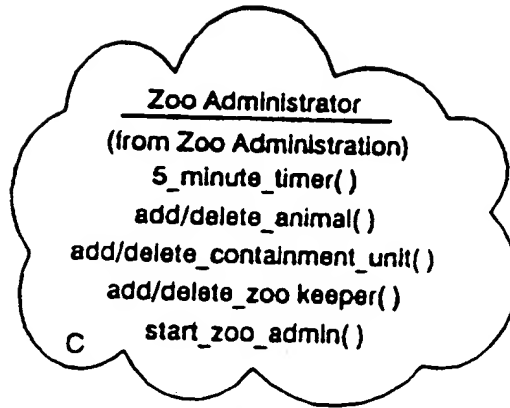 Zoo Administrator
(from Zoo Administration)
5_minute_timer( )
add/delete_animal( )
add/delete_containment_unit( )
add/delete_zoo keeper( )
start_zoo_admin( )
C